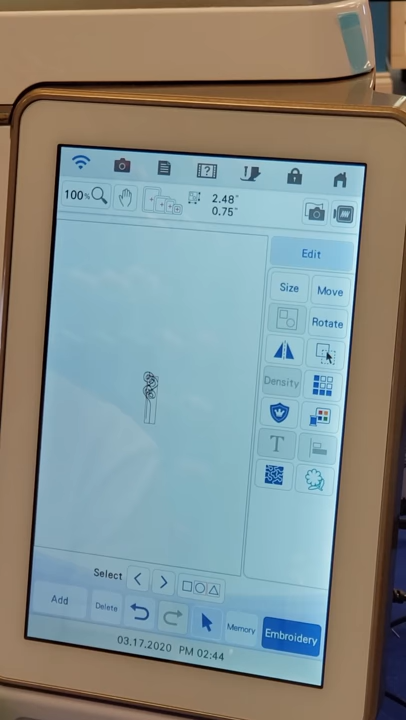 100%
2.48"
0.75"
Edit
Size
Move
Rotate
Density
T
Select
Add
Delete
Memory
Embroidery
03.17.2020 PM 02:44